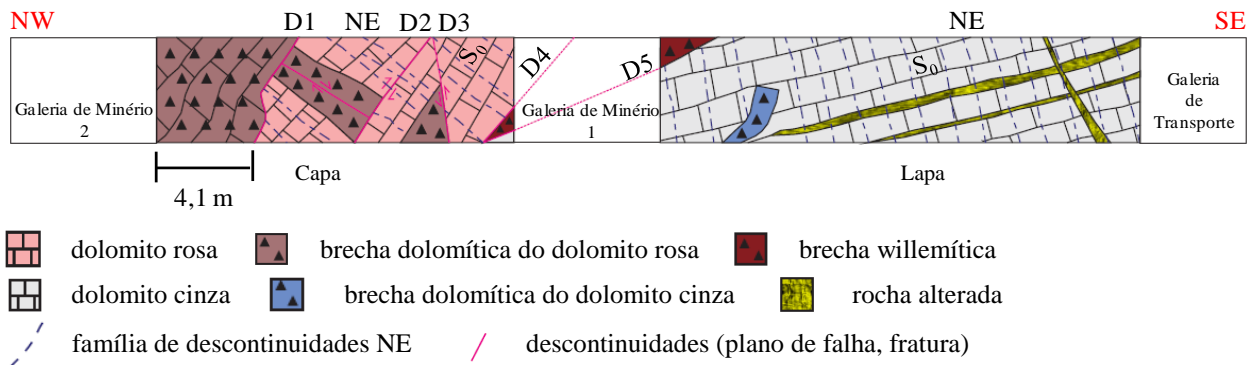 NW D1 NE D2 D3 NE SE
S₀ D4 D5 S₀
Galeria de Minério
2
Galeria de Minério
1
Galeria
de
Transporte
4,1 m
Capa
Lapa
dolomito rosa
brecha dolomítica do dolomito rosa
brecha willemítica
dolomito cinza
brecha dolomítica do dolomito cinza
rocha alterada
família de descontinuidades NE
descontinuidades (plano de falha, fratura)